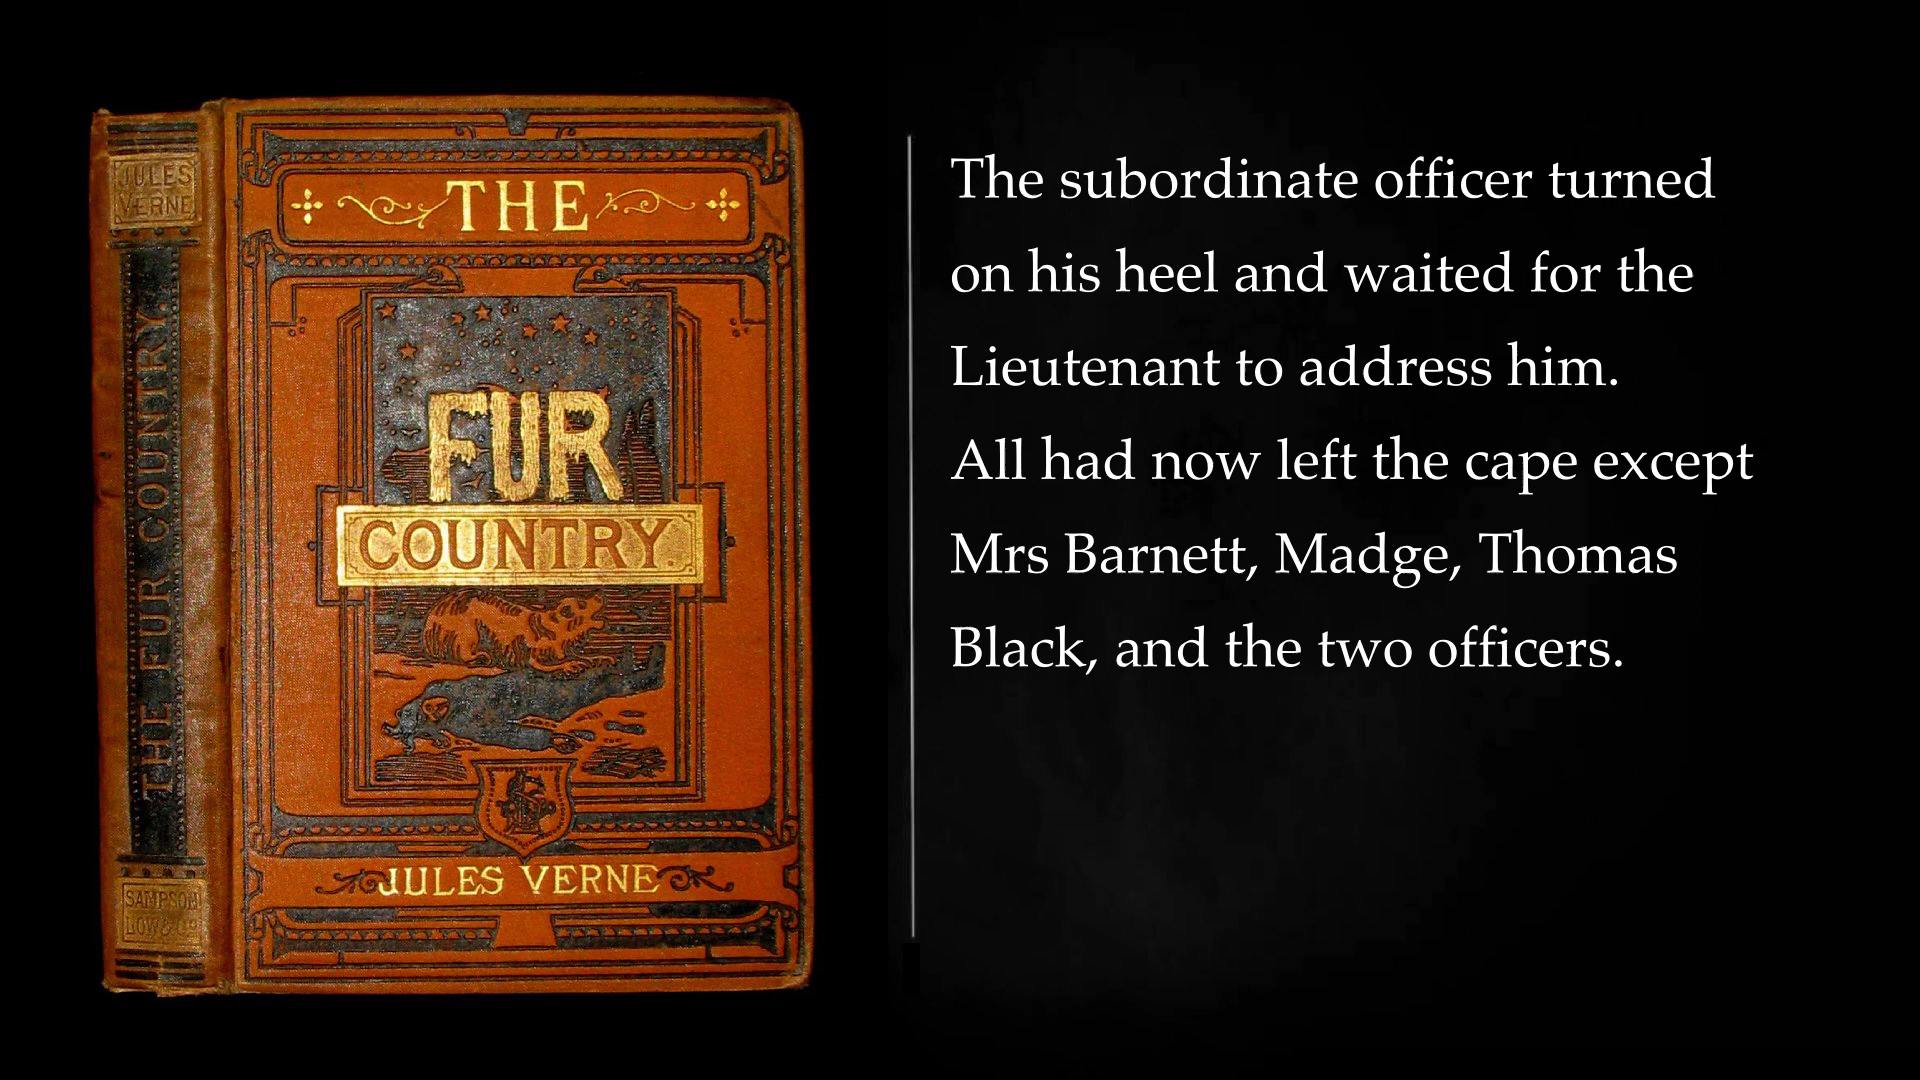 JULES
VERNE
THE FUR COUNTRY.
SAMPSON
LOW & Co
THE
FUR
COUNTRY.
JULES VERNE
The subordinate officer turned
on his heel and waited for the
Lieutenant to address him.
All had now left the cape except
Mrs Barnett, Madge, Thomas
Black, and the two officers.